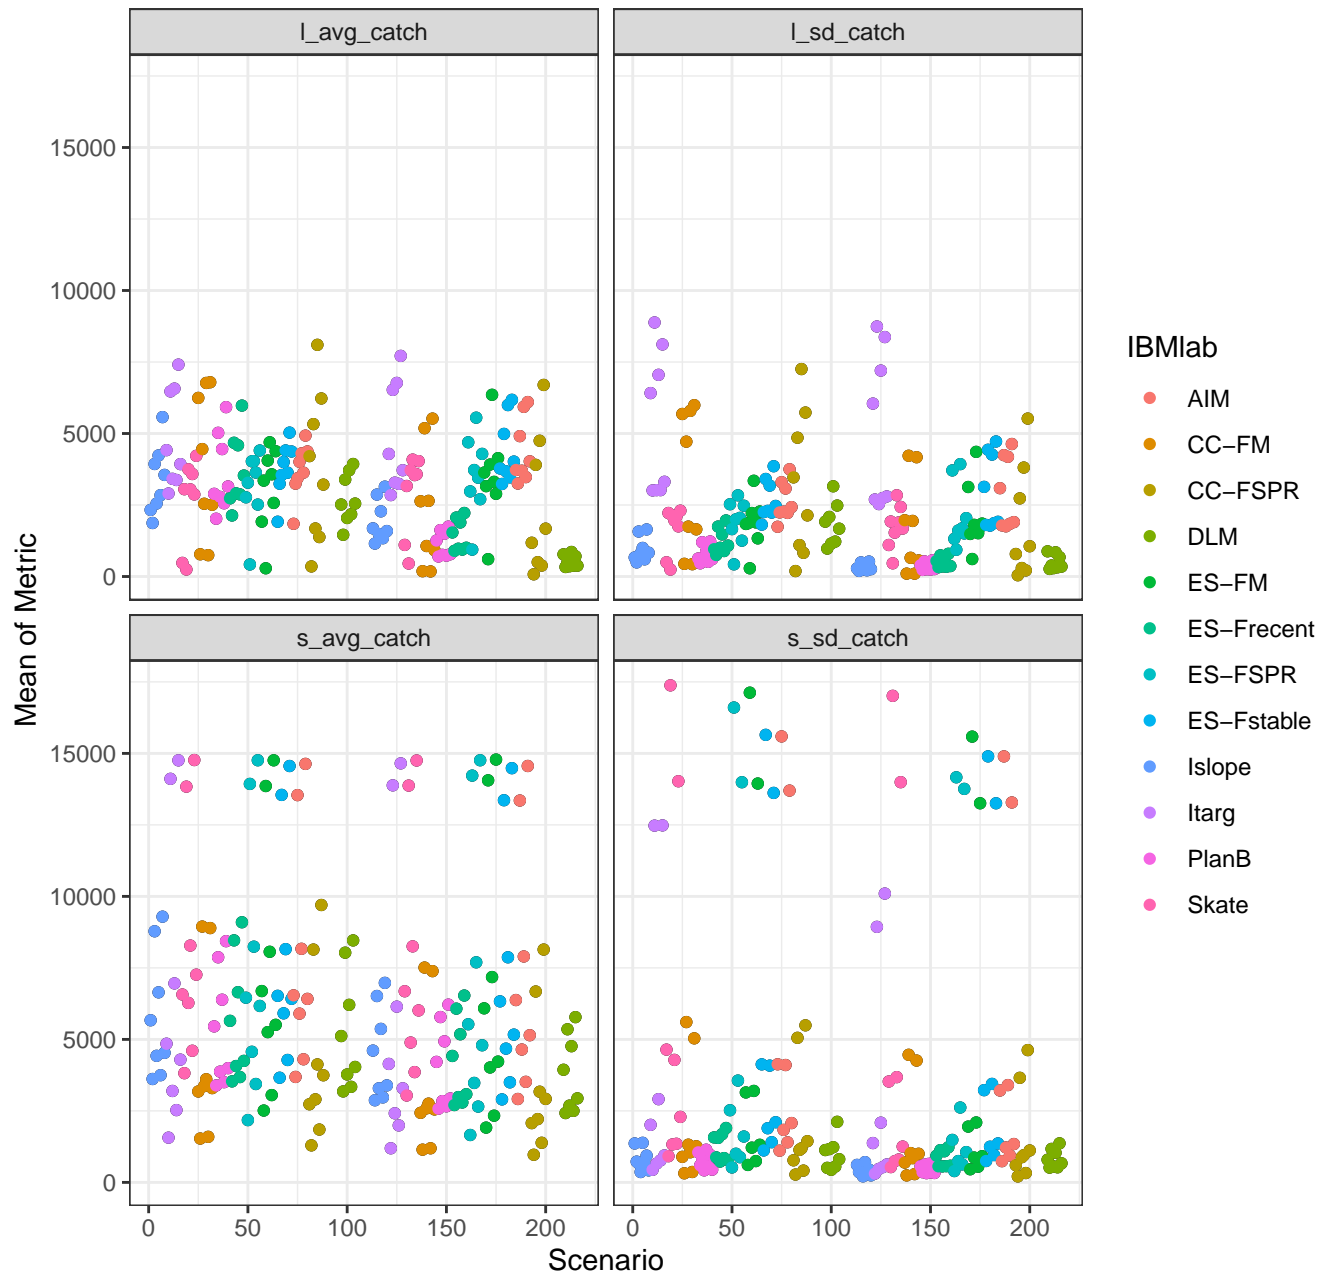 l_avg_catch
l_sd_catch
15000
10000
5000
0
s_avg_catch
s_sd_catch
15000
10000
5000
0
0 50 100 150 200
0 50 100 150 200
Scenario
Mean of Metric
IBMlab
AIM
CC−FM
CC−FSPR
DLM
ES−FM
ES−Frecent
ES−FSPR
ES−Fstable
Islope
Itarg
PlanB
Skate